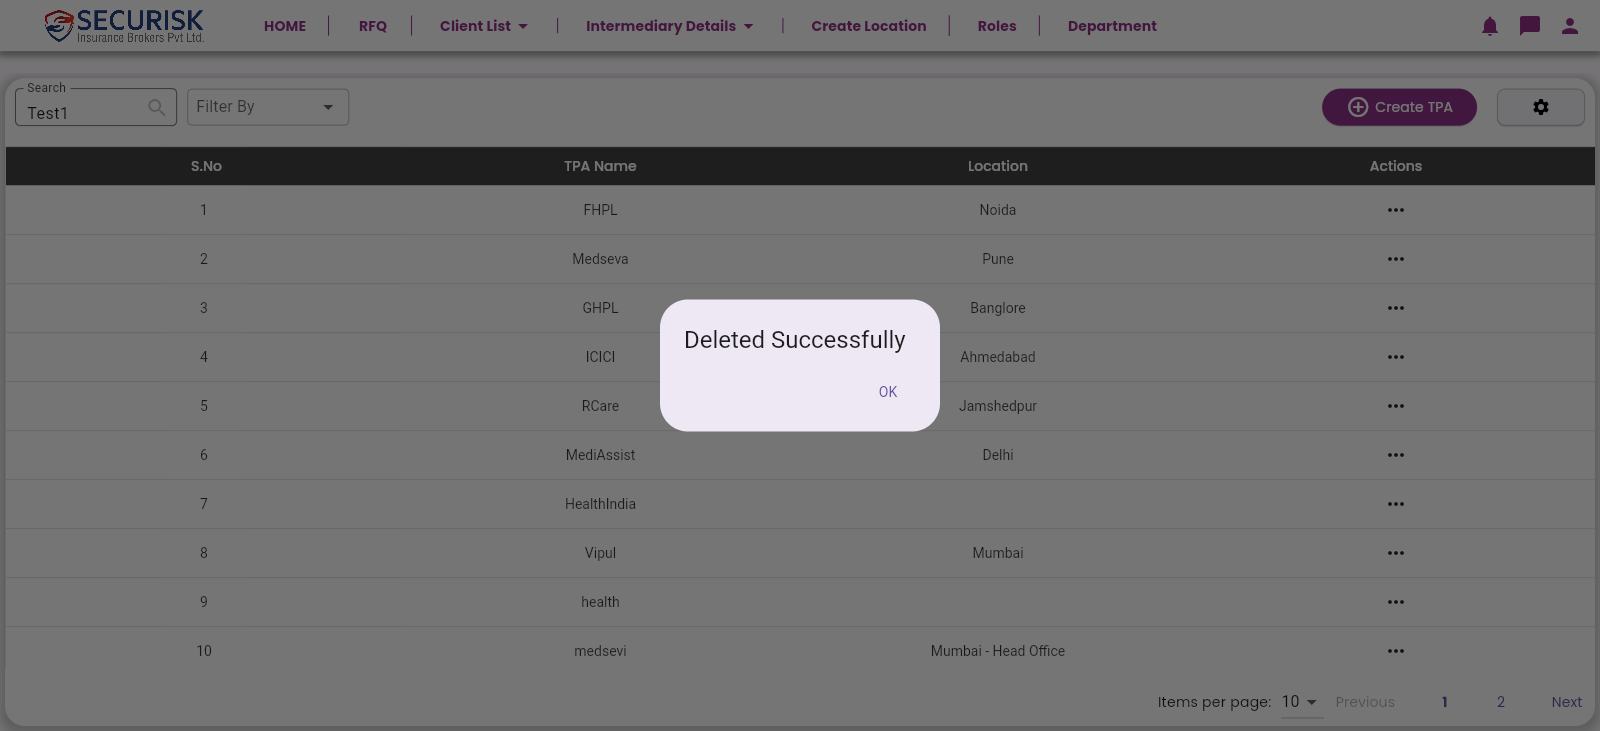 SECURISK
Insurance Brokers Pvt Ltd.
HOME RFQ Client List Intermediary Details Create Location Roles Department
Search
Test1
Filter By
Create TPA
S.No TPA Name Location Actions
1 FHPL Noida
2 Medseva Pune
3 GHPL Banglore
4 ICICI Ahmedabad
5 RCare Jamshedpur
6 MediAssist Delhi
7 HealthIndia
8 Vipul Mumbai
9 health
10 medsevi Mumbai - Head Office
Deleted Successfully
OK
Items per page: 10 Previous 1 2 Next